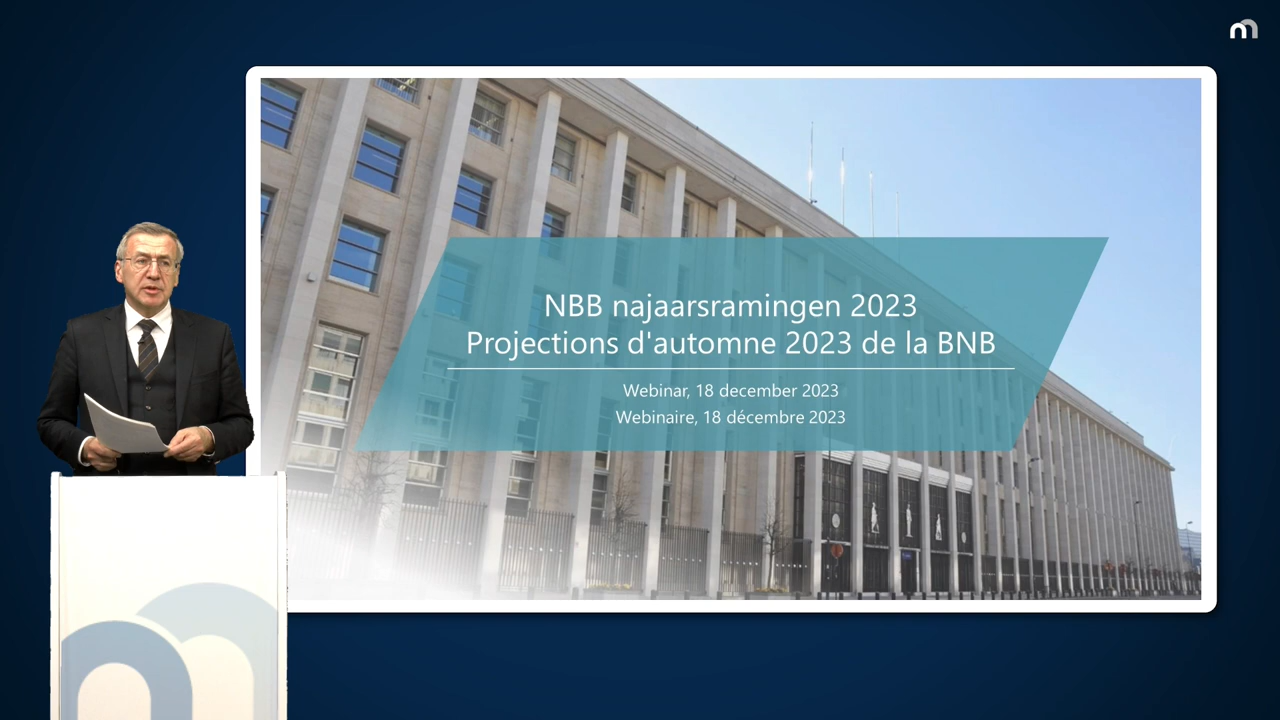 NBB najaarsramingen 2023
Projections d'automne 2023 de la BNB
Webinar, 18 december 2023
Webinaire, 18 décembre 2023